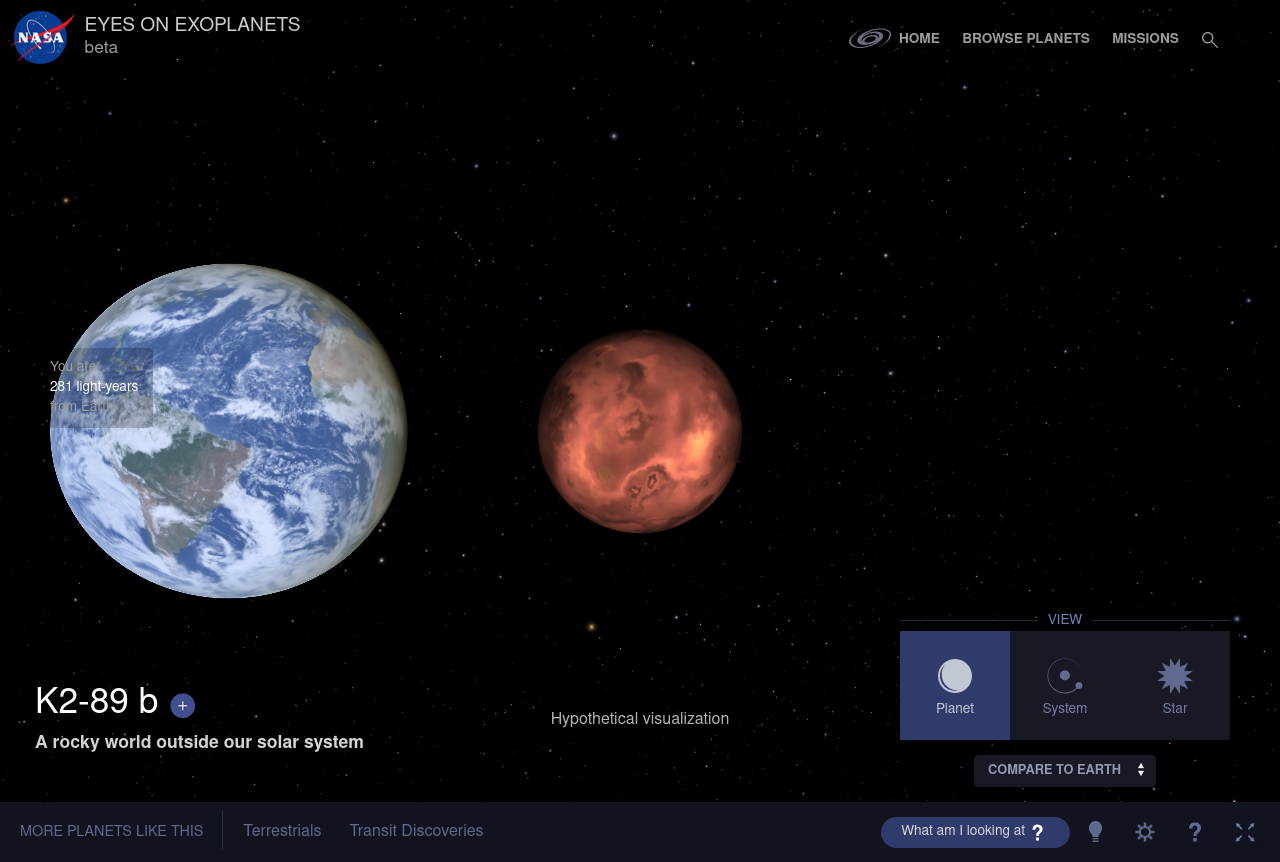 NASA
EYES ON EXOPLANETS
beta
HOME
BROWSE PLANETS
MISSIONS
You are
281 light-years
from Earth
K2-89 b
+
A rocky world outside our solar system
Hypothetical visualization
VIEW
Planet
System
Star
COMPARE TO EARTH
MORE PLANETS LIKE THIS
Terrestrials
Transit Discoveries
What am I looking at ?
?